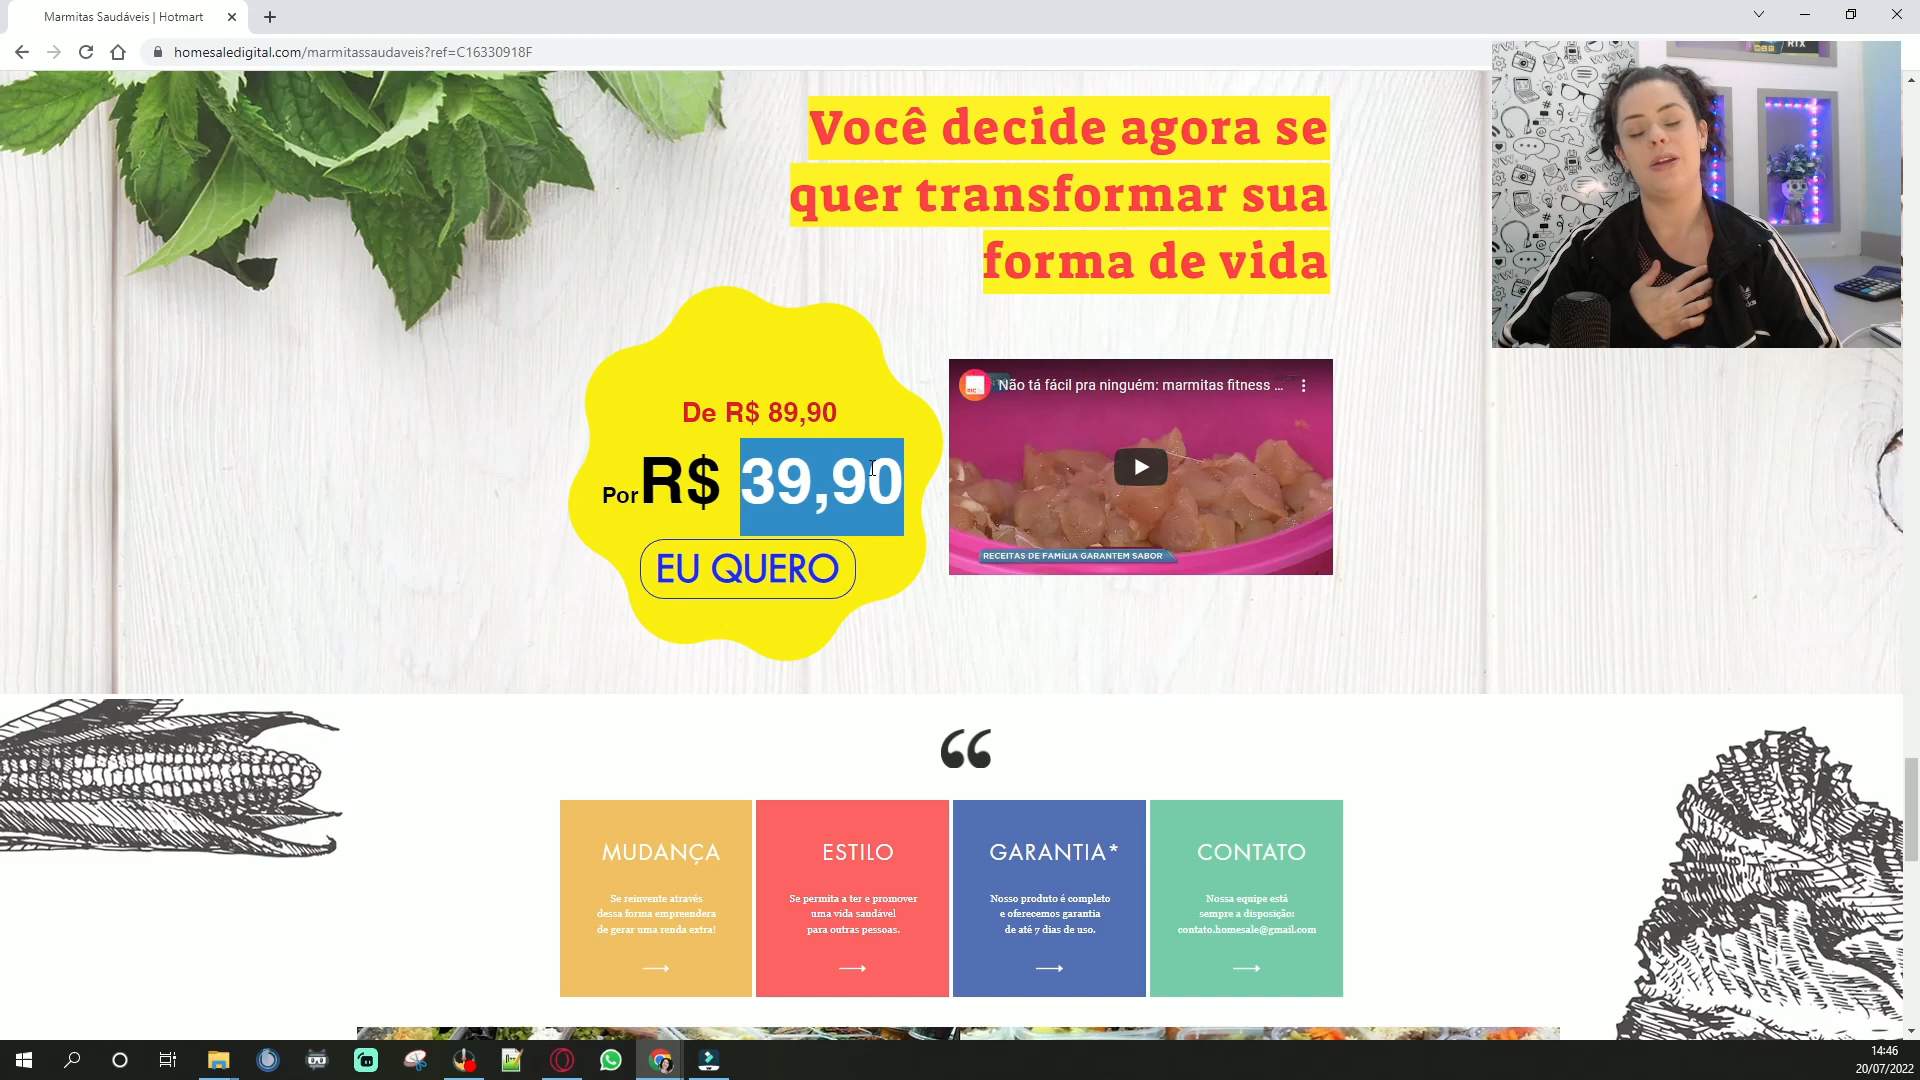 Marmitas Saudáveis | Hotmart
homesaledigital.com/marmitassaudaveis?ref=C16330918F
RTX
Você decide agora se
quer transformar sua
forma de vida
De R$ 89,90
Por R$ 39,90
EU QUERO
Não tá fácil pra ninguém: marmitas fitness ...
RECEITAS DE FAMÍLIA GARANTEM SABOR
“
MUDANÇA
Se reinvente através
dessa forma empreendera
de gerar uma renda extra!
ESTILO
Se permita a ter e promover
uma vida saudável
para outras pessoas.
GARANTIA*
Nosso produto é completo
e oferecemos garantia
de até 7 dias de uso.
CONTATO
Nossa equipe está
sempre a disposição:
contato.homesale@gmail.com
14:46
20/07/2022